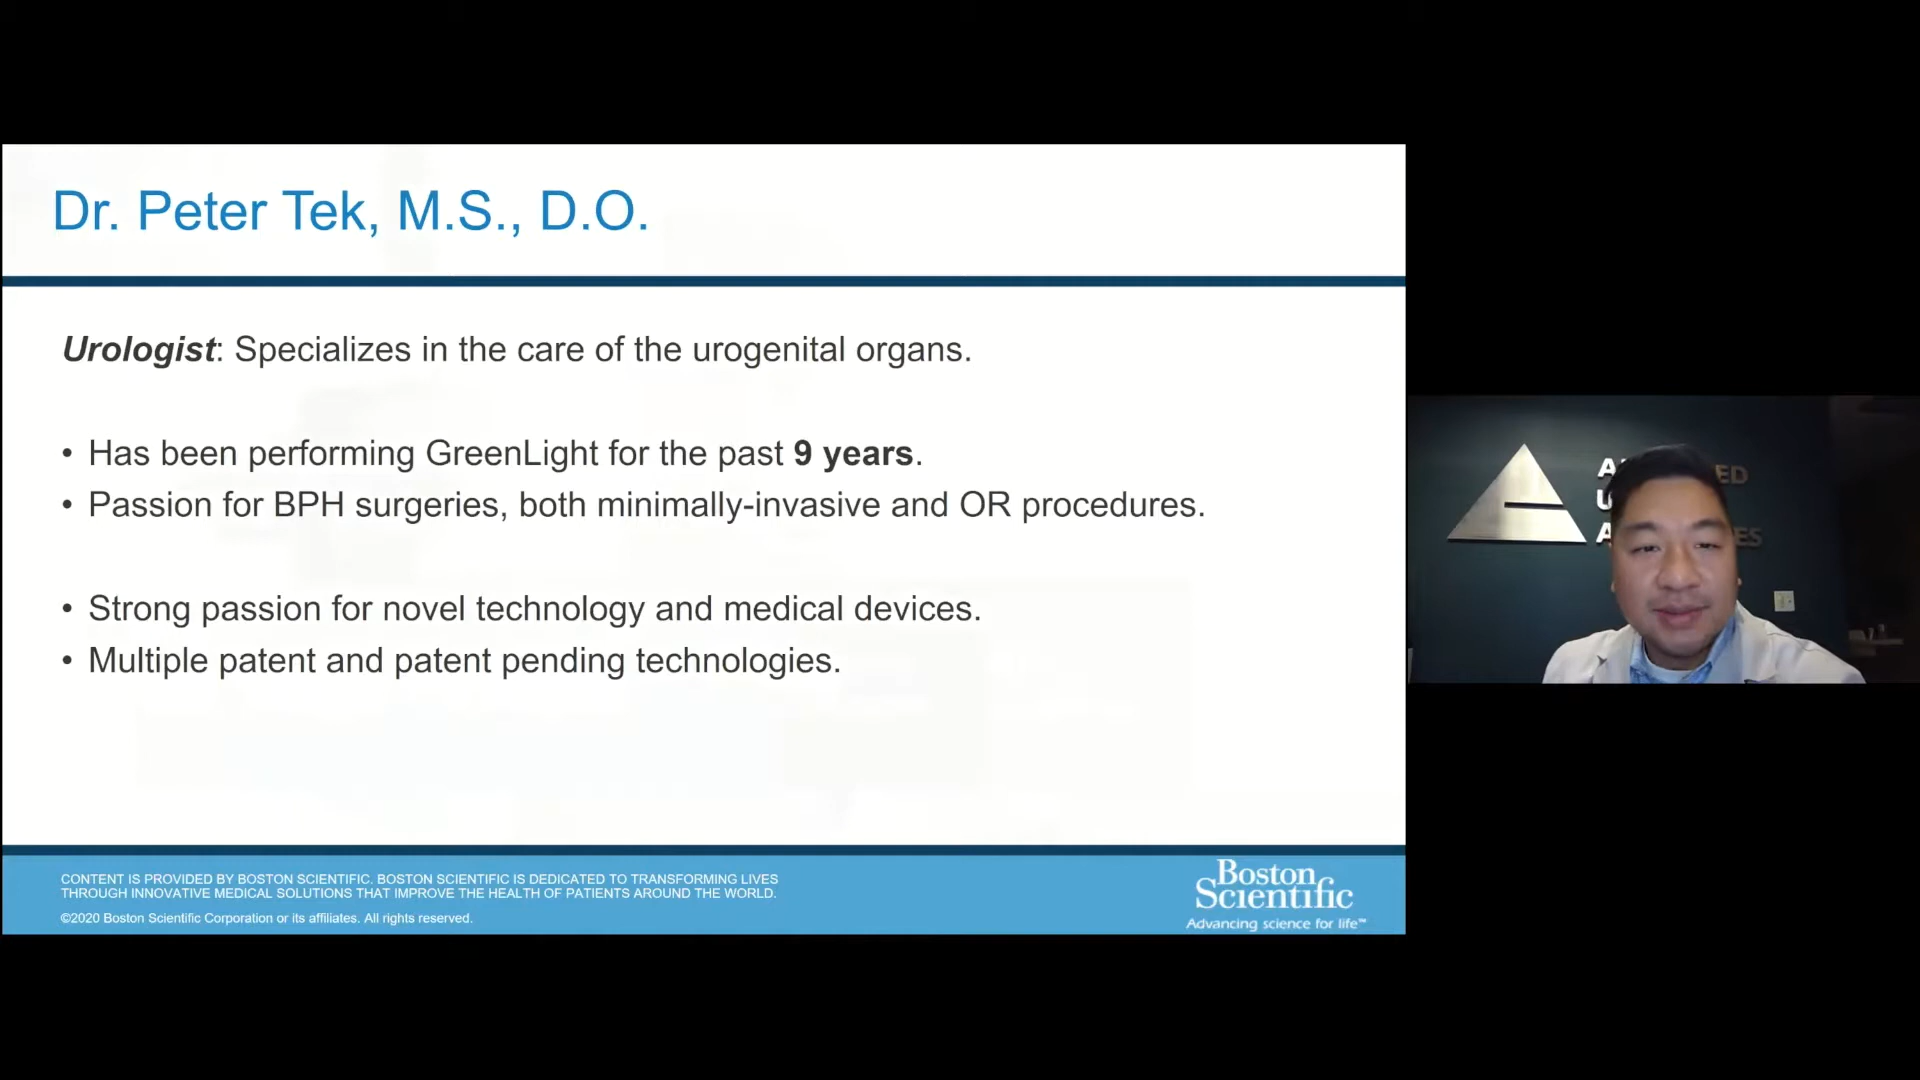 Dr. Peter Tek, M.S., D.O.
Urologist: Specializes in the care of the urogenital organs.
• Has been performing GreenLight for the past 9 years.
• Passion for BPH surgeries, both minimally-invasive and OR procedures.
• Strong passion for novel technology and medical devices.
• Multiple patent and patent pending technologies.
CONTENT IS PROVIDED BY BOSTON SCIENTIFIC. BOSTON SCIENTIFIC IS DEDICATED TO TRANSFORMING LIVES
THROUGH INNOVATIVE MEDICAL SOLUTIONS THAT IMPROVE THE HEALTH OF PATIENTS AROUND THE WORLD.
©2020 Boston Scientific Corporation or its affiliates. All rights reserved.
Boston
Scientific
Advancing science for life™